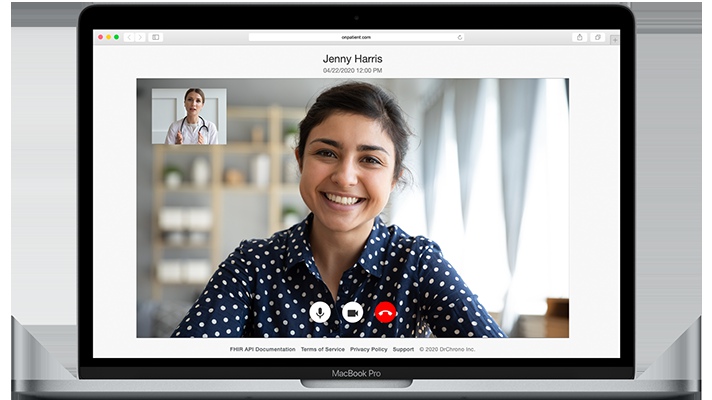 onpatient.com
Jenny Harris
04/22/2020 12:00 PM
FHIR API Documentation Terms of Service Privacy Policy Support © 2020 DrChrono Inc.
MacBook Pro